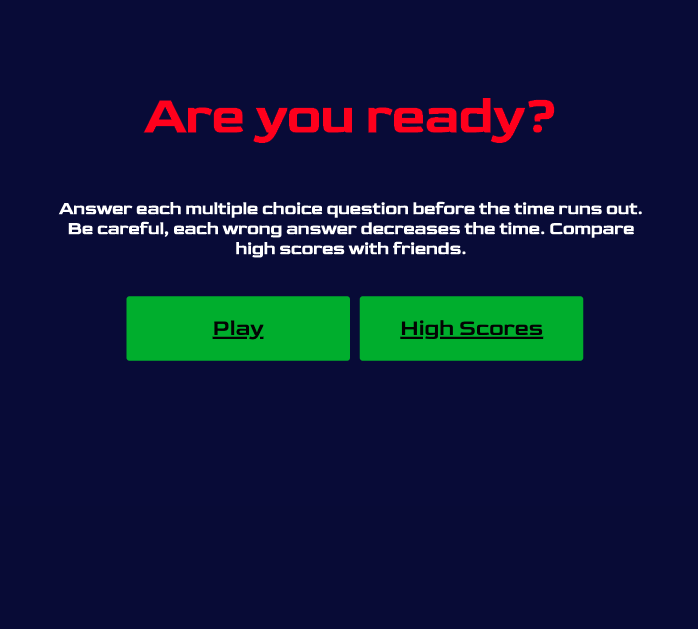 Are you ready?
Answer each multiple choice question before the time runs out.
Be careful, each wrong answer decreases the time. Compare
high scores with friends.
Play
High Scores